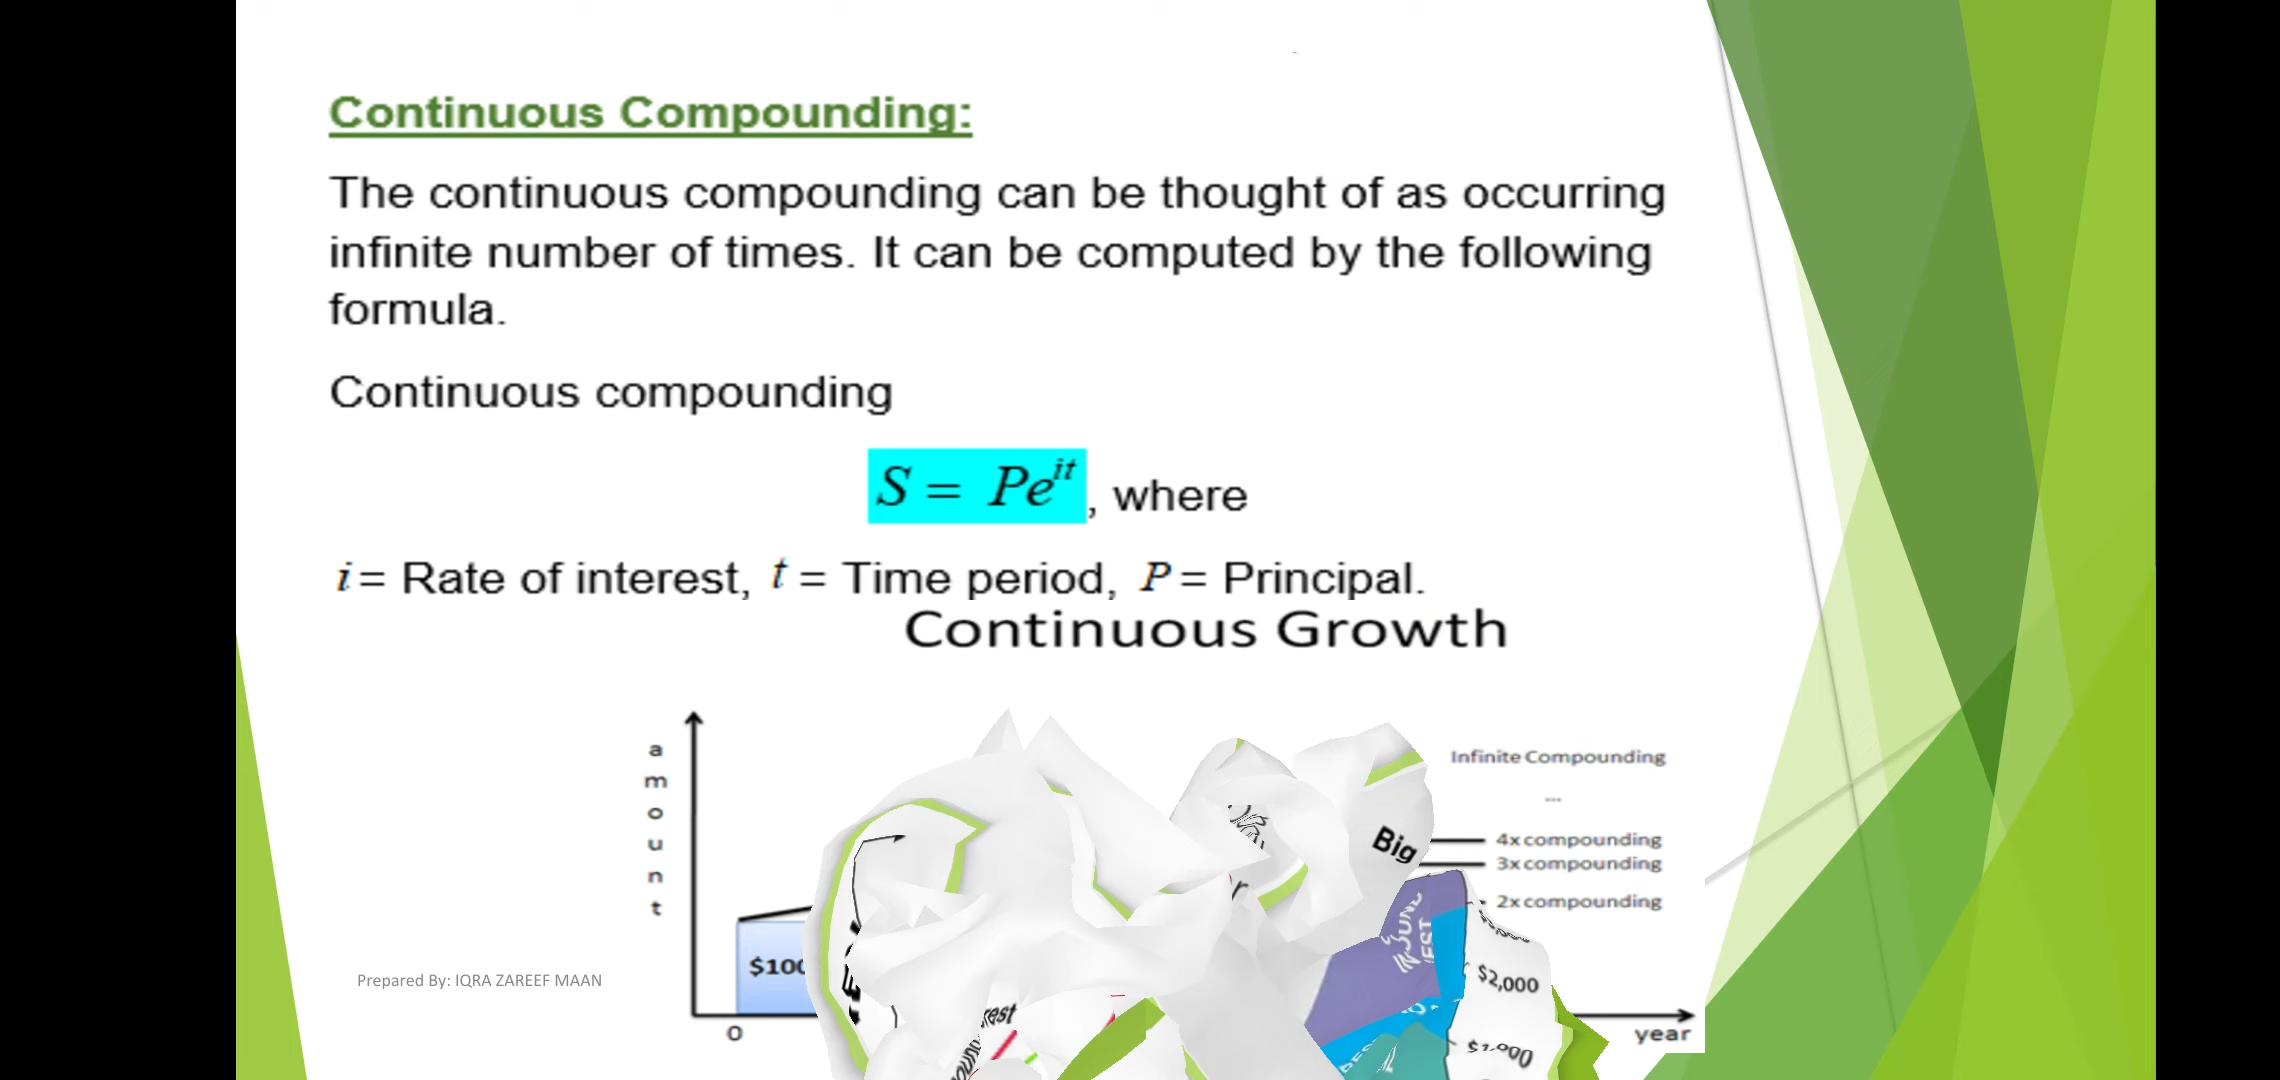 Continuous Compounding:
The continuous compounding can be thought of as occurring
infinite number of times. It can be computed by the following
formula.
Continuous compounding
S = Pe^{it}, where
i = Rate of interest, t = Time period, P = Principal.
Continuous Growth
amount
Infinite Compounding
...
Big
4x compounding
3x compounding
2x compounding
$2,000
Prepared By: IQRA ZAREEF MAAN
0
year